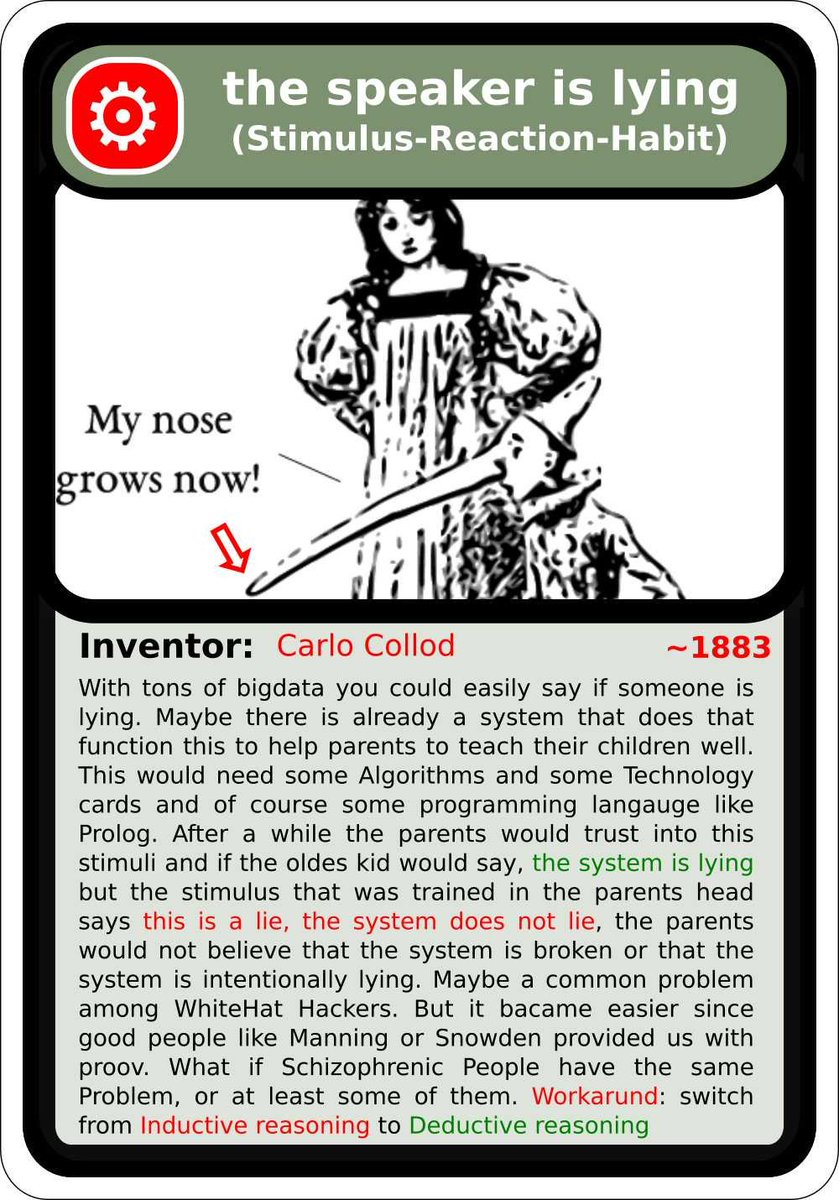 the speaker is lying
(Stimulus-Reaction-Habit)
My nose
grows now!
Inventor: Carlo Collod ~1883
With tons of bigdata you could easily say if someone is
lying. Maybe there is already a system that does that
function this to help parents to teach their children well.
This would need some Algorithms and some Technology
cards and of course some programming langauge like
Prolog. After a while the parents would trust into this
stimuli and if the oldes kid would say, the system is lying
but the stimulus that was trained in the parents head
says this is a lie, the system does not lie, the parents
would not believe that the system is broken or that the
system is intentionally lying. Maybe a common problem
among WhiteHat Hackers. But it bacame easier since
good people like Manning or Snowden provided us with
proov. What if Schizophrenic People have the same
Problem, or at least some of them. Workarund: switch
from Inductive reasoning to Deductive reasoning